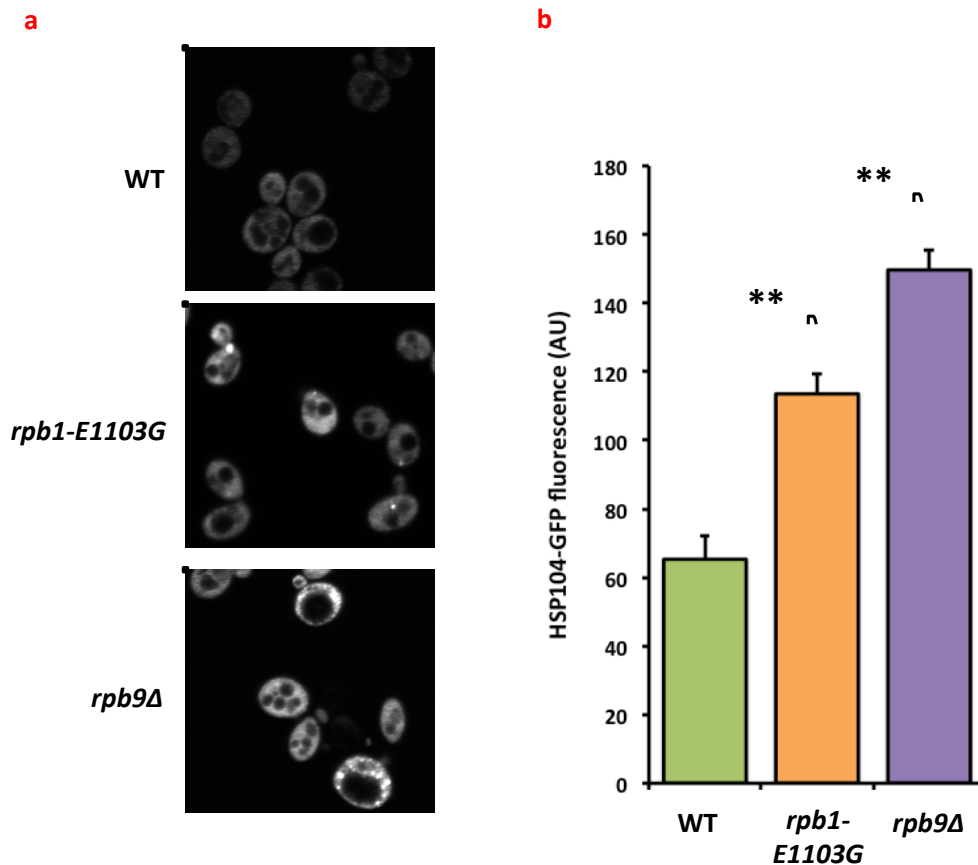 a
WT
rpb1-E1103G
rpb9Δ
b
HSP104-GFP fluorescence (AU)
180
160
140
120
100
80
60
40
20
0
**
**
WT
rpb1-
E1103G
rpb9Δ